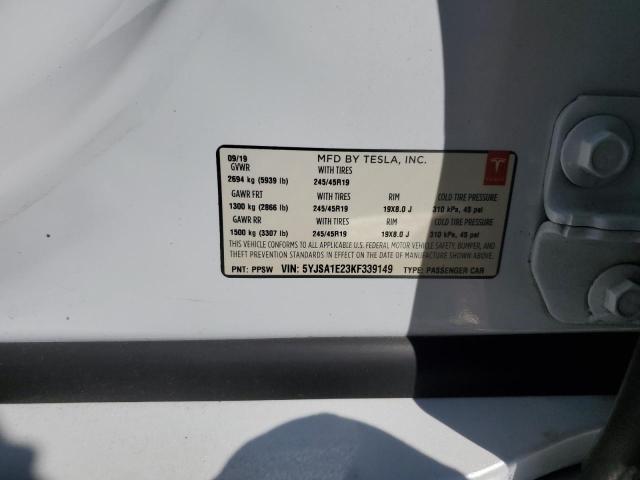 09/19 MFD BY TESLA, INC.
GVWR WITH TIRES
2694 kg (5939 lb) 245/45R19
GAWR FRT WITH TIRES RIM COLD TIRE PRESSURE
1300 kg (2866 lb) 245/45R19 19X8.0 J 310 kPa, 45 psi
GAWR RR WITH TIRES RIM COLD TIRE PRESSURE
1500 kg (3307 lb) 245/45R19 19X8.0 J 310 kPa, 45 psi
THIS VEHICLE CONFORMS TO ALL APPLICABLE U.S. FEDERAL MOTOR VEHICLE SAFETY, BUMPER, AND
THEFT PREVENTION STANDARDS IN EFFECT ON THE DATE OF MANUFACTURE SHOWN ABOVE.
PNT: PPSW VIN: 5YJSA1E23KF339149 TYPE: PASSENGER CAR